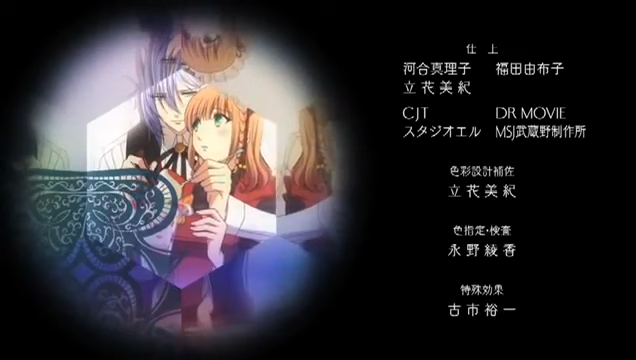 仕 上
河合真理子 福田由布子
立花美紀
CJT DR MOVIE
スタジオエル MSJ武蔵野制作所
色彩設計補佐
立花美紀
色指定・検査
永野綾香
特殊効果
古市裕一